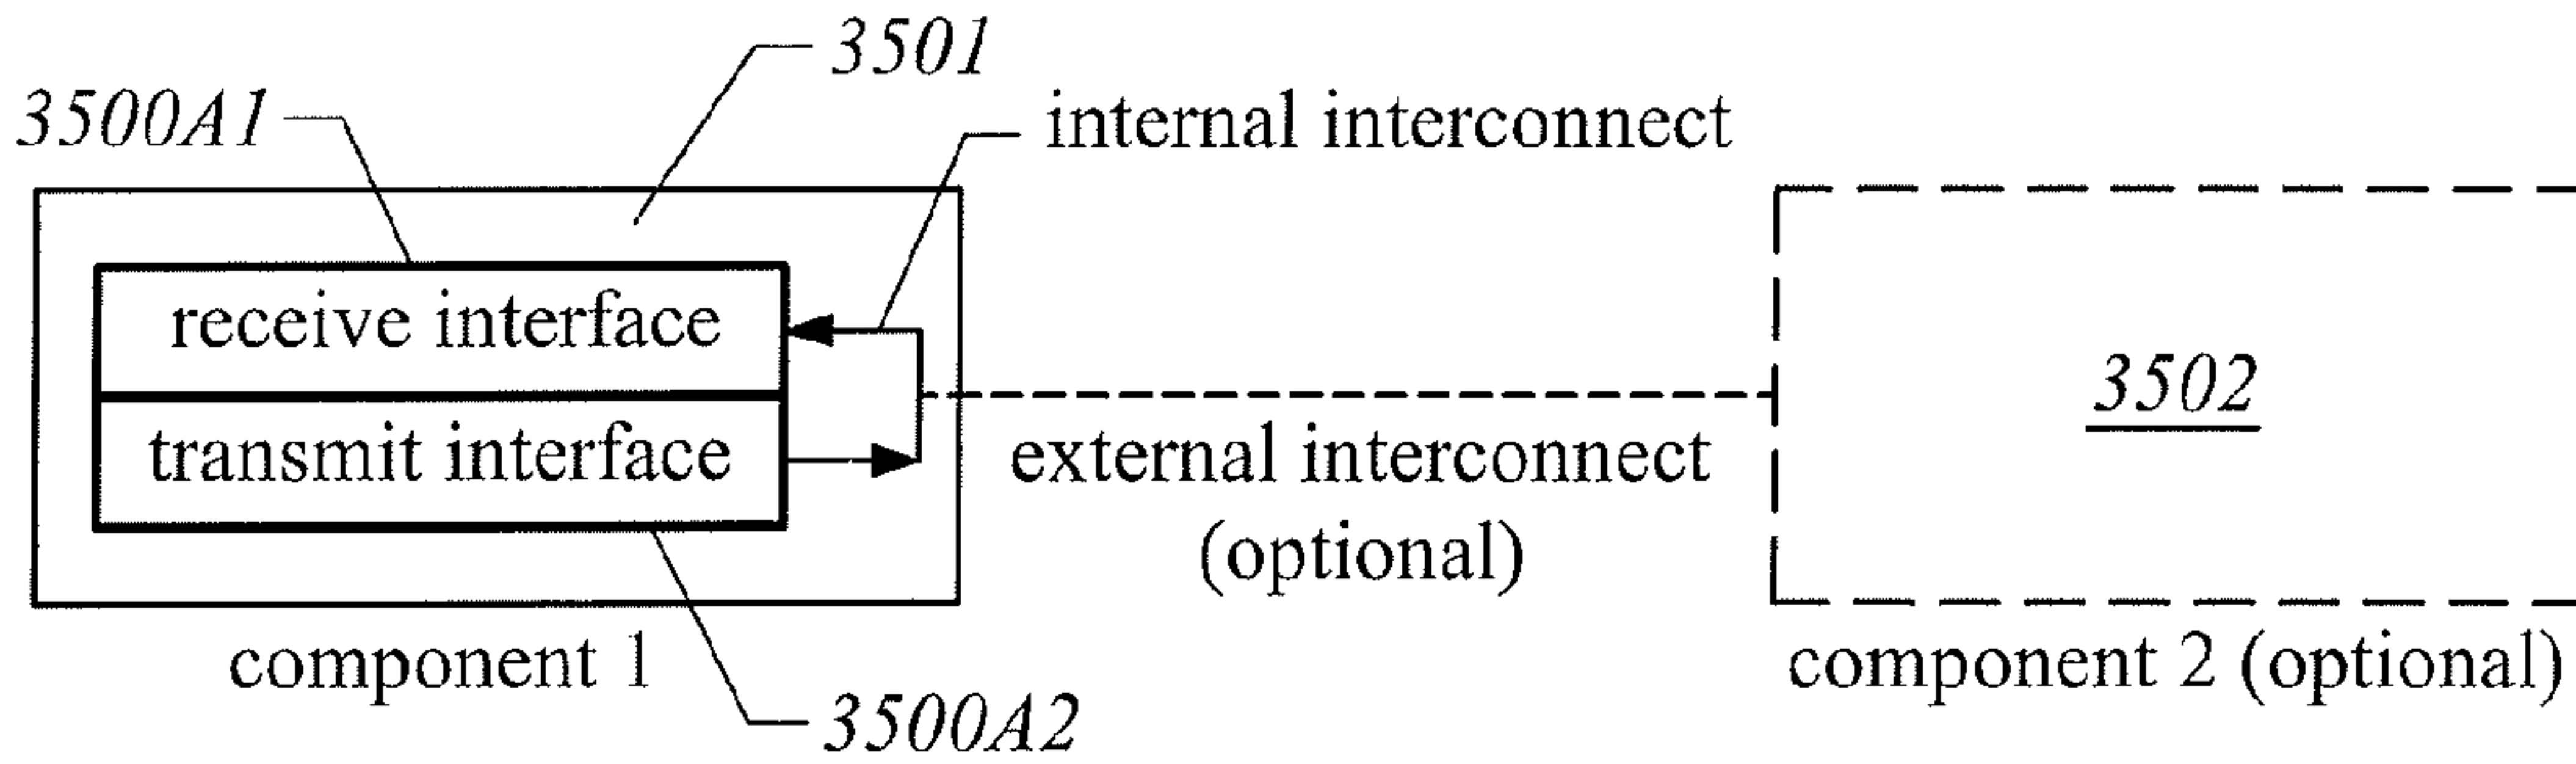 3501
3500A1
internal interconnect
receive interface
transmit interface
external interconnect
(optional)
3502
component 1
component 2 (optional)
3500A2